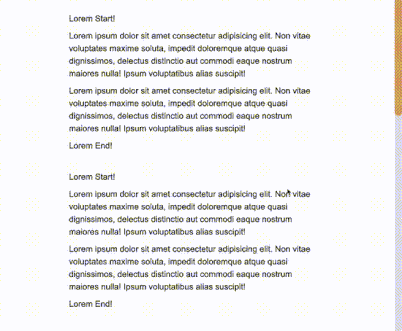 Lorem Start!
Lorem ipsum dolor sit amet consectetur adipisicing elit. Non vitae
voluptates maxime soluta, impedit doloremque atque quasi
dignissimos, delectus distinctio aut commodi eaque nostrum
maiores nulla! Ipsum voluptatibus alias suscipit!
Lorem ipsum dolor sit amet consectetur adipisicing elit. Non vitae
voluptates maxime soluta, impedit doloremque atque quasi
dignissimos, delectus distinctio aut commodi eaque nostrum
maiores nulla! Ipsum voluptatibus alias suscipit!
Lorem End!
Lorem Start!
Lorem ipsum dolor sit amet consectetur adipisicing elit. Non vitae
voluptates maxime soluta, impedit doloremque atque quasi
dignissimos, delectus distinctio aut commodi eaque nostrum
maiores nulla! Ipsum voluptatibus alias suscipit!
Lorem ipsum dolor sit amet consectetur adipisicing elit. Non vitae
voluptates maxime soluta, impedit doloremque atque quasi
dignissimos, delectus distinctio aut commodi eaque nostrum
maiores nulla! Ipsum voluptatibus alias suscipit!
Lorem End!